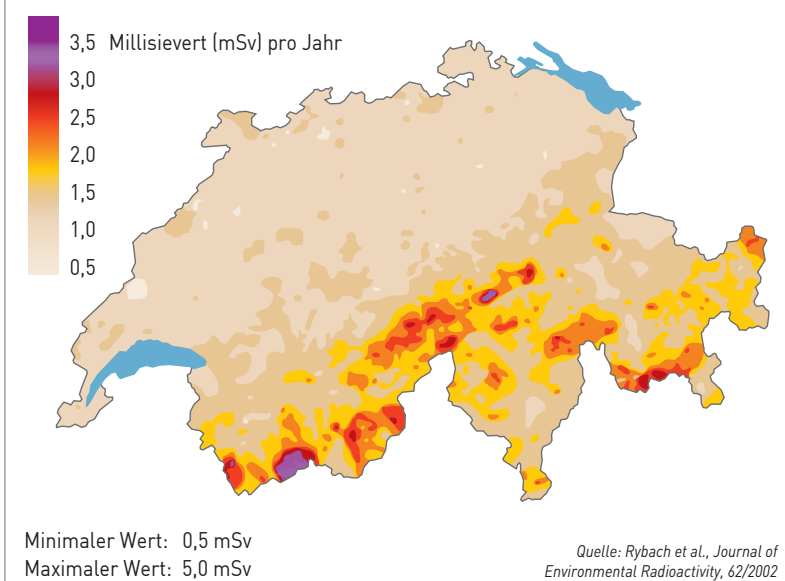 3,5 Millisievert (mSv) pro Jahr
3,0
2,5
2,0
1,5
1,0
0,5
Minimaler Wert: 0,5 mSv
Maximaler Wert: 5,0 mSv
Quelle: Rybach et al., Journal of
Environmental Radioactivity, 62/2002